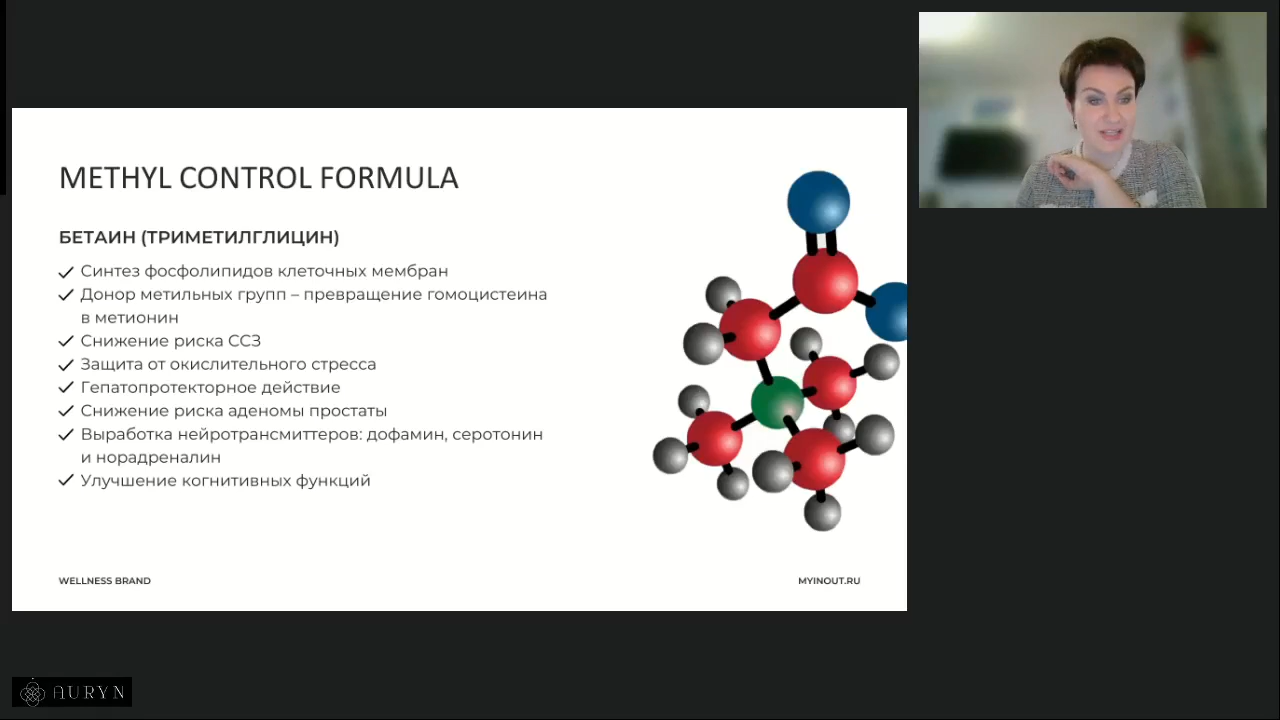 METHYL CONTROL FORMULA
БЕТАИН (ТРИМЕТИЛГЛИЦИН)
Синтез фосфолипидов клеточных мембран
Донор метильных групп – превращение гомоцистеина
в метионин
Снижение риска ССЗ
Защита от окислительного стресса
Гепатопротекторное действие
Снижение риска аденомы простаты
Выработка нейротрансмиттеров: дофамин, серотонин
и норадреналин
Улучшение когнитивных функций
WELLNESS BRAND
MYINOUT.RU
AURYN